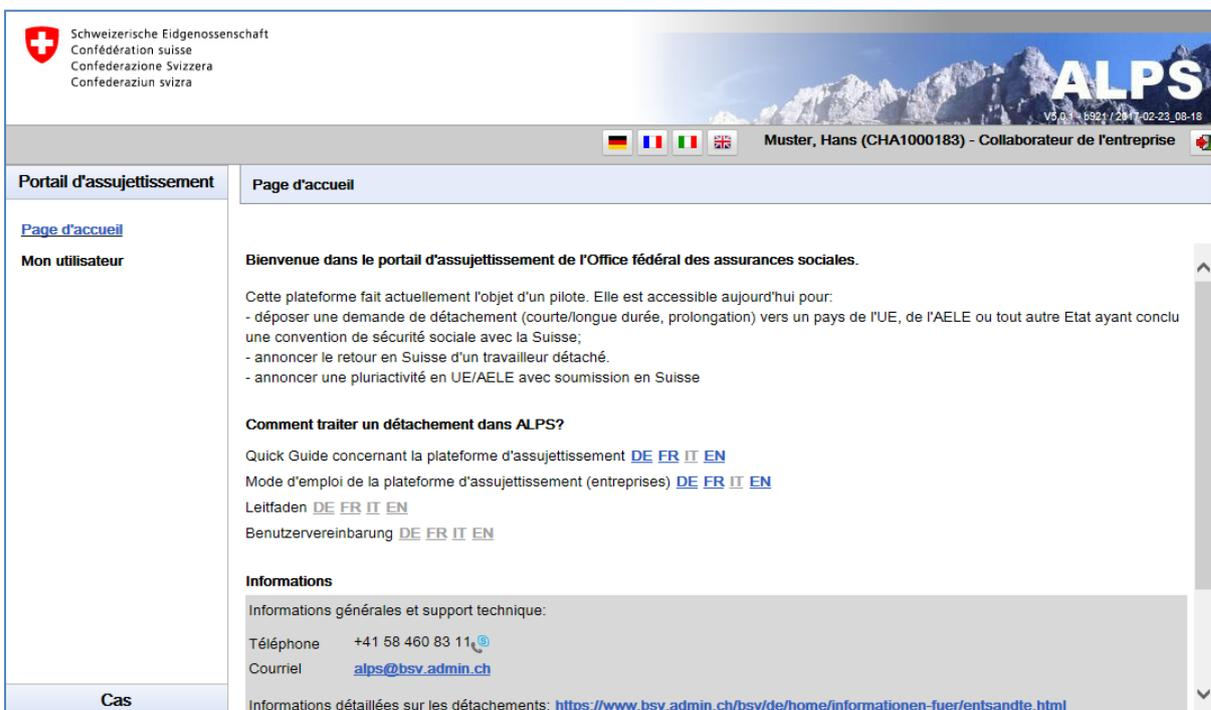 Schweizerische Eidgenossenschaft
Confédération suisse
Confederazione Svizzera
Confederaziun svizra
ALPS
V5.0.1 - b921 / 2017-02-23_08-18
Muster, Hans (CHA1000183) - Collaborateur de l'entreprise
Portail d'assujettissement
Page d'accueil
Page d'accueil
Mon utilisateur
Bienvenue dans le portail d'assujettissement de l'Office fédéral des assurances sociales.
Cette plateforme fait actuellement l'objet d'un pilote. Elle est accessible aujourd'hui pour:
- déposer une demande de détachement (courte/longue durée, prolongation) vers un pays de l'UE, de l'AELE ou tout autre Etat ayant conclu
une convention de sécurité sociale avec la Suisse;
- annoncer le retour en Suisse d'un travailleur détaché.
- annoncer une pluriactivité en UE/AELE avec soumission en Suisse
Comment traiter un détachement dans ALPS?
Quick Guide concernant la plateforme d'assujettissement DE FR IT EN
Mode d'emploi de la plateforme d'assujettissement (entreprises) DE FR IT EN
Leitfaden DE FR IT EN
Benutzervereinbarung DE FR IT EN
Informations
Informations générales et support technique:
Téléphone +41 58 460 83 11
Courriel alps@bsv.admin.ch
Informations détaillées sur les détachements: https://www.bsv.admin.ch/bsv/de/home/informationen-fuer/entsandte.html
Cas